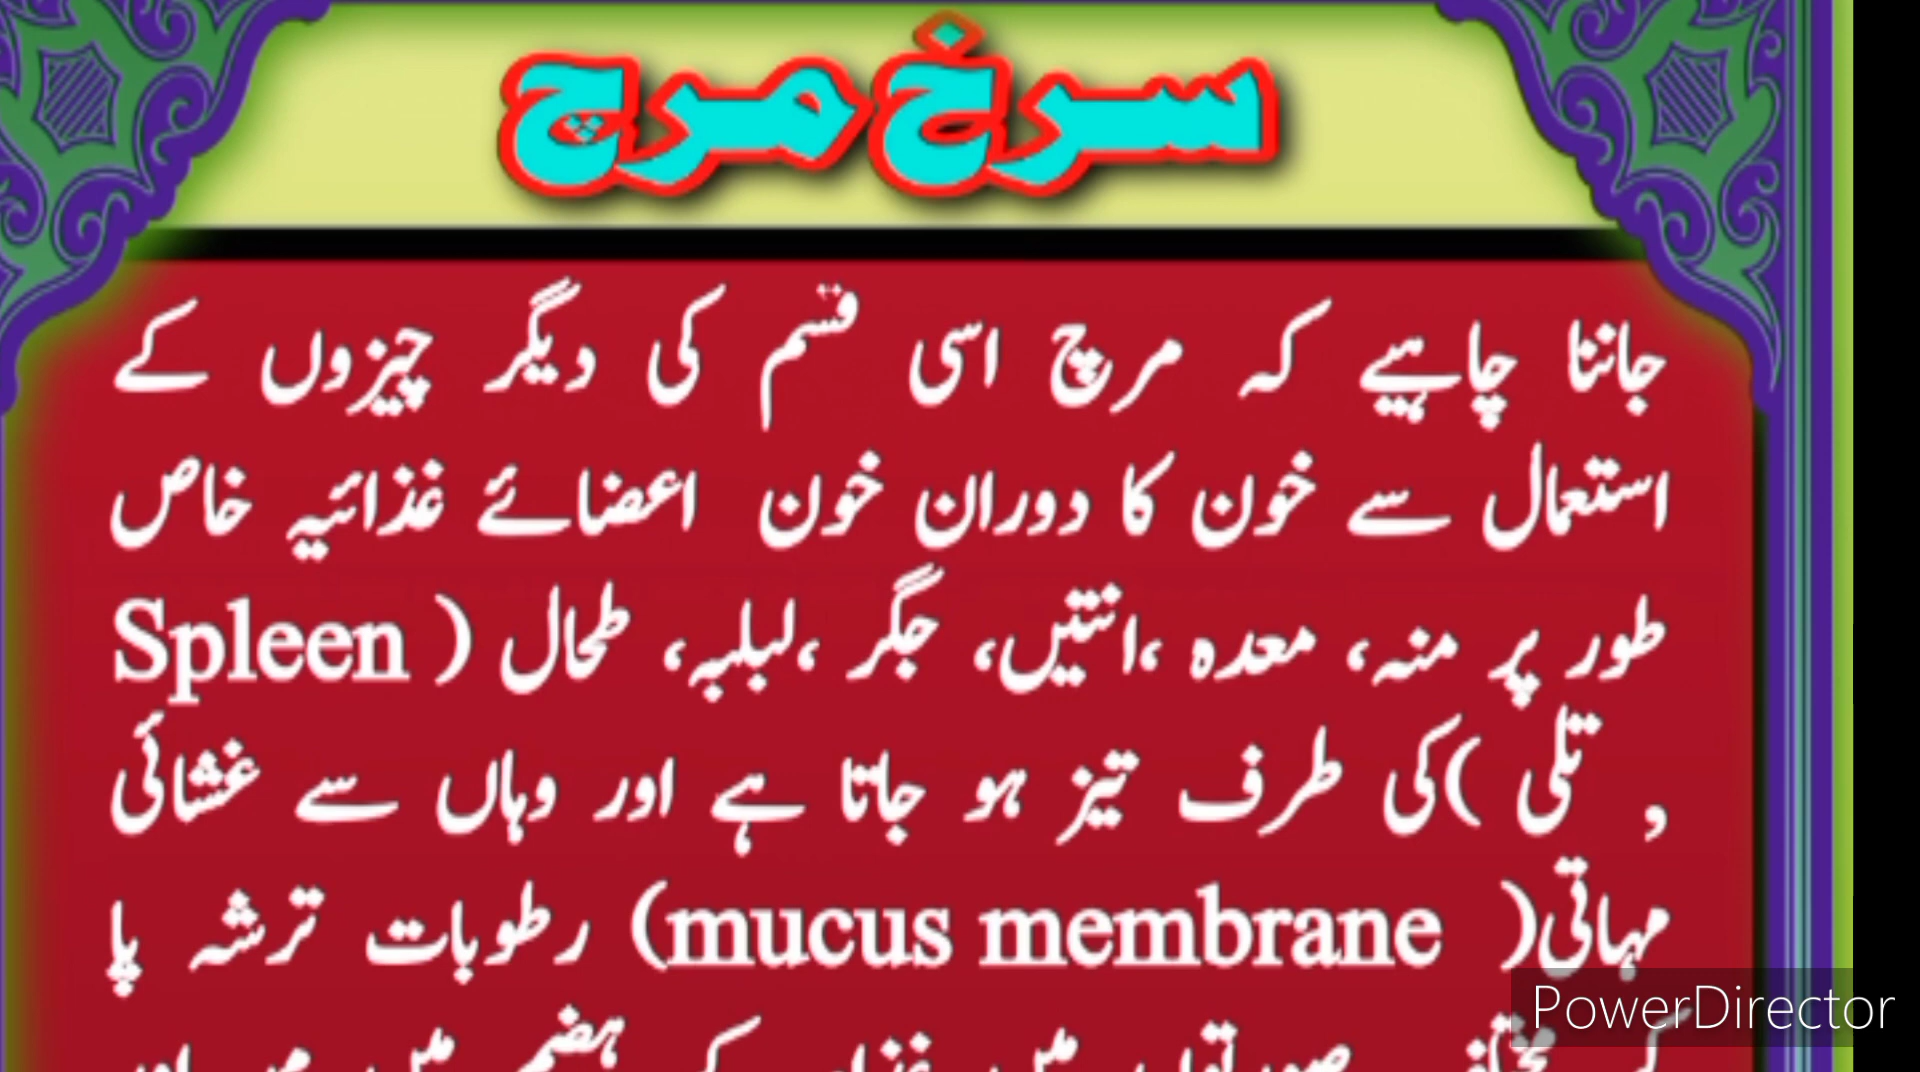 سرخ مرچ
جاننا چاہیے کہ مرچ اسی قسم کی دیگر چیزوں کے
استعمال سے خون کا دوران خون اعضائے غذائیہ خاص
طور پر منہ، معدہ ،انتیں، جگر ،لبلبہ، طحال ( Spleen
, تلی )کی طرف تیز ہو جاتا ہے اور وہاں سے غشائی
مہاتی( mucus membrane) رطوبات ترشہ پا
PowerDirector